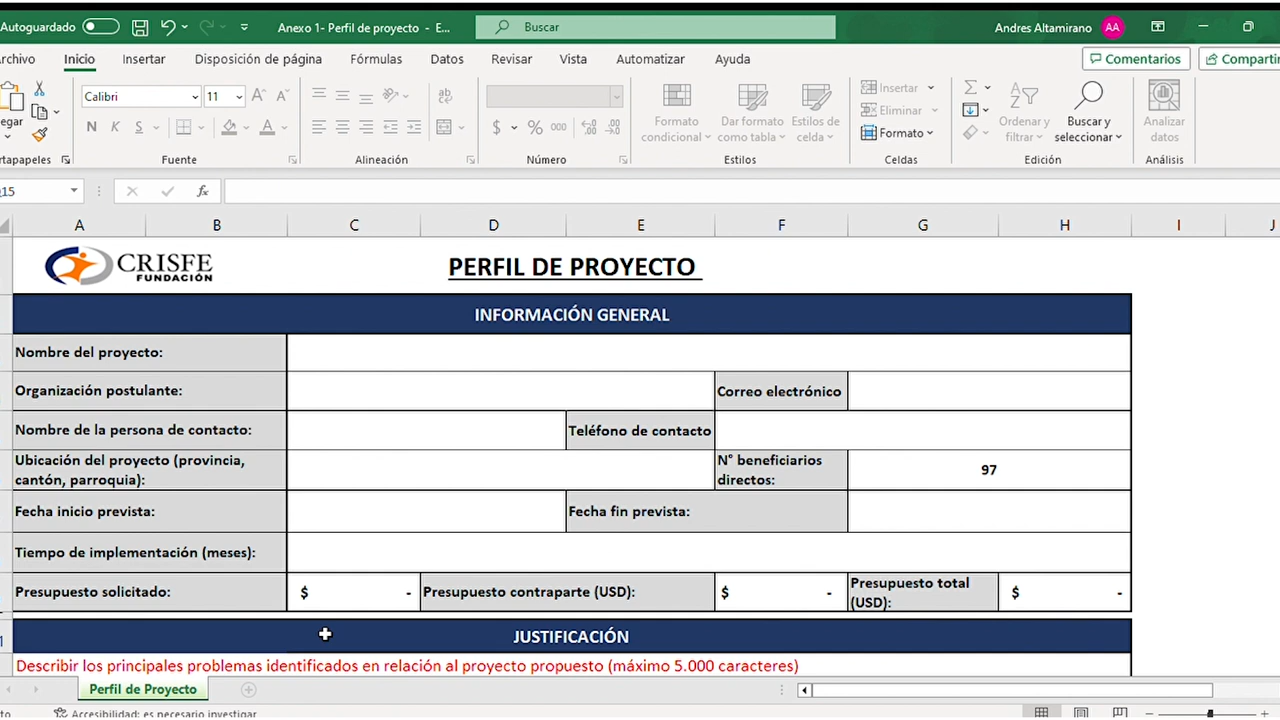 Autoguardado
Anexo 1- Perfil de proyecto - E...
Buscar
Andres Altamirano
AA
rchivo Inicio Insertar Disposición de página Fórmulas Datos Revisar Vista Automatizar Ayuda
Comentarios
Compartir
egar
Calibri
11
N K S
ab
$ % 000
Formato condicional
Dar formato como tabla
Estilos de celda
Insertar
Eliminar
Formato
Ordenar y filtrar
Buscar y seleccionar
Analizar datos
rtapapeles Fuente Alineación Número Estilos Celdas Edición Análisis
fx
A B C D E F G H I J
CRISFE
FUNDACIÓN
PERFIL DE PROYECTO
INFORMACIÓN GENERAL
Nombre del proyecto:
Organización postulante:
Correo electrónico
Nombre de la persona de contacto:
Teléfono de contacto
Ubicación del proyecto (provincia,
cantón, parroquia):
N° beneficiarios
directos:
97
Fecha inicio prevista:
Fecha fin prevista:
Tiempo de implementación (meses):
Presupuesto solicitado:
$ -
Presupuesto contraparte (USD):
$ -
Presupuesto total
(USD):
$ -
JUSTIFICACIÓN
Describir los principales problemas identificados en relación al proyecto propuesto (máximo 5.000 caracteres)
Perfil de Proyecto
Accesibilidad: es necesario investigar